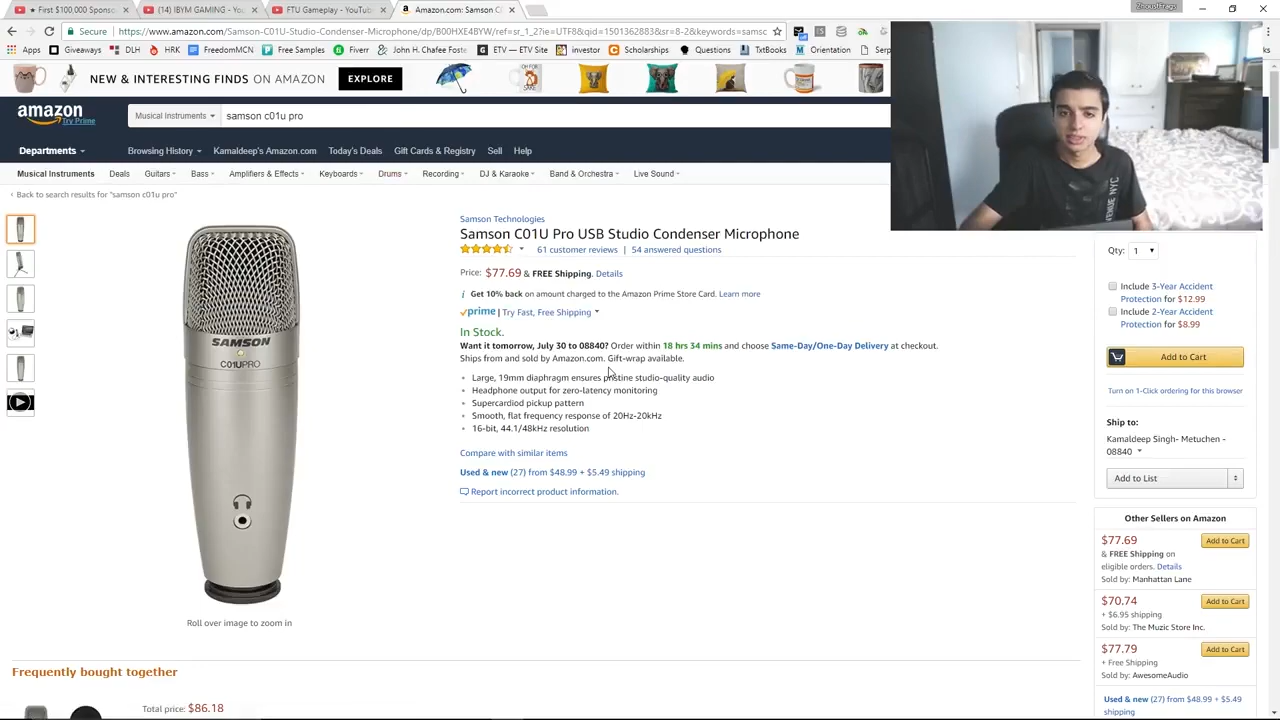 ★ First $100,000 Sponso
(14) IBYM GAMING - You
FTU Gameplay - YouTub
Amazon.com: Samson C
Secure
https://www.amazon.com/Samson-C01U-Studio-Condenser-Microphone/dp/B00HXE4BYW/ref=sr_1_2?ie=UTF8&qid=1501362883&sr=8-2&keywords=samsc
Apps Giveaways DLH HRK FreedomMCN Free Samples Fiverr John H. Chafee Foste ETV — ETV Site investor Scholarships Quotients TxtBooks Orientation Serp
NEW & INTERESTING FINDS ON AMAZON EXPLORE
amazon
Try Prime
Musical Instruments samson c01u pro
Departments Browsing History Kamaldeep's Amazon.com Today's Deals Gift Cards & Registry Sell Help
Musical Instruments Deals Guitars Bass Amplifiers & Effects Keyboards Drums Recording DJ & Karaoke Band & Orchestra Live Sound
‹ Back to search results for "samson c01u pro"
SAMSON
C01UPRO
Roll over image to zoom in
Samson Technologies
Samson C01U Pro USB Studio Condenser Microphone
61 customer reviews | 54 answered questions
Price: $77.69 & FREE Shipping. Details
Get 10% back on amount charged to the Amazon Prime Store Card. Learn more
prime | Try Fast, Free Shipping
In Stock.
Want it tomorrow, July 30 to 08840? Order within 18 hrs 34 mins and choose Same-Day/One-Day Delivery at checkout.
Ships from and sold by Amazon.com. Gift-wrap available.
• Large, 19mm diaphragm ensures pristine studio-quality audio
• Headphone output for zero-latency monitoring
• Supercardiod pickup pattern
• Smooth, flat frequency response of 20Hz-20kHz
• 16-bit, 44.1/48kHz resolution
Compare with similar items
Used & new (27) from $48.99 + $5.49 shipping
Report incorrect product information.
AVENUE NYC
Qty: 1
Include 3-Year Accident
Protection for $12.99
Include 2-Year Accident
Protection for $8.99
Add to Cart
Turn on 1-Click ordering for this browser
Ship to:
Kamaldeep Singh- Metuchen -
08840
Add to List
Other Sellers on Amazon
$77.69 Add to Cart
& FREE Shipping on
eligible orders. Details
Sold by: Manhattan Lane
$70.74 Add to Cart
+ $6.95 shipping
Sold by: The Muzic Store Inc.
$77.79 Add to Cart
+ Free Shipping
Sold by: AwesomeAudio
Used & new (27) from $48.99 + $5.49
shipping
Frequently bought together
Total price: $86.18